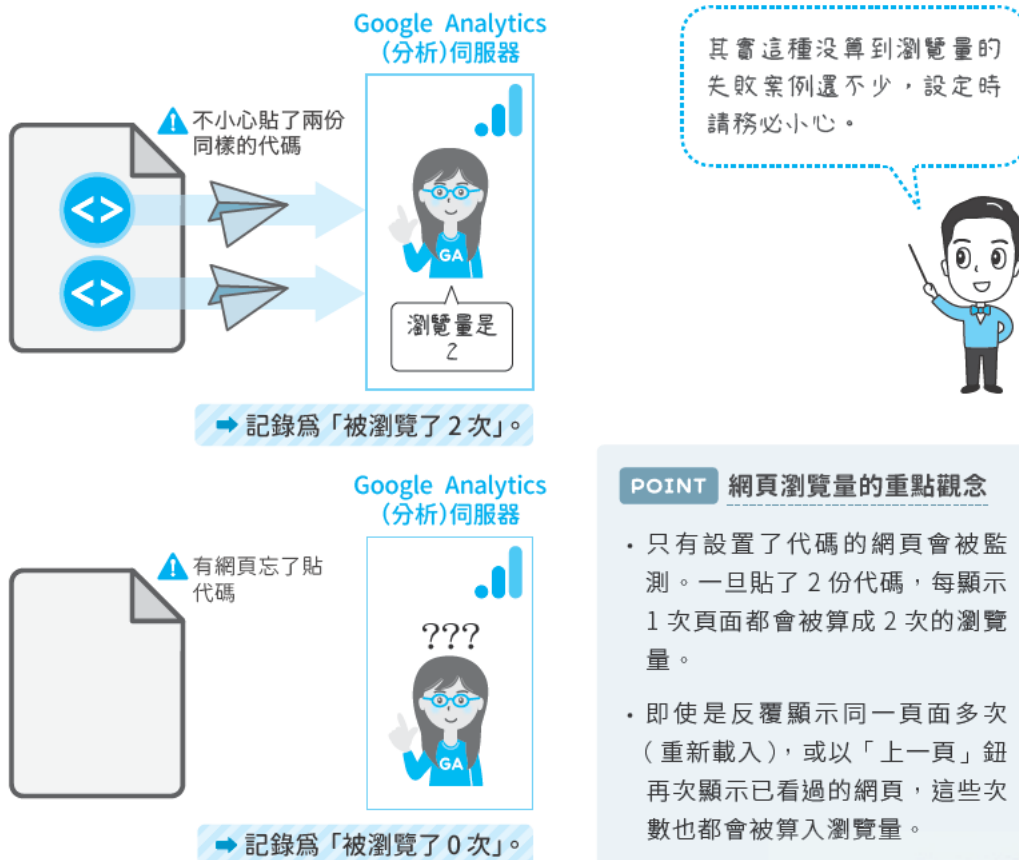 Google Analytics
(分析)伺服器
不小心貼了兩份
同樣的代碼
<>
<>
GA
瀏覽量是
2
➡ 記錄為「被瀏覽了2次」。
其實這種沒算到瀏覽量的
失敗案例還不少，設定時
請務必小心。
Google Analytics
(分析)伺服器
有網頁忘了貼
代碼
???
GA
➡ 記錄為「被瀏覽了0次」。
POINT 網頁瀏覽量的重點觀念
・只有設置了代碼的網頁會被監
測。一旦貼了2份代碼，每顯示
1次頁面都會被算成2次的瀏覽
量。
・即使是反覆顯示同一頁面多次
（重新載入），或以「上一頁」鈕
再次顯示已看過的網頁，這些次
數也都會被算入瀏覽量。